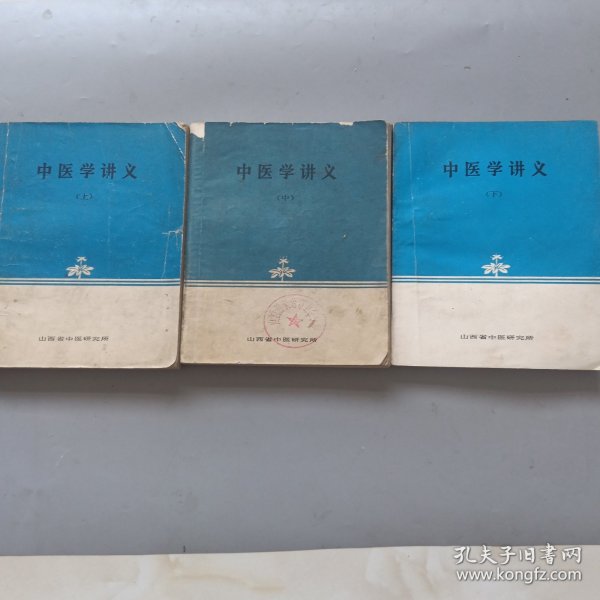 中医学讲义
(上)
山西省中医研究所
中医学讲义
(中)
山西省中医研究所
中医学讲义
(下)
山西省中医研究所
孔夫子旧书网
www.kongfz.com